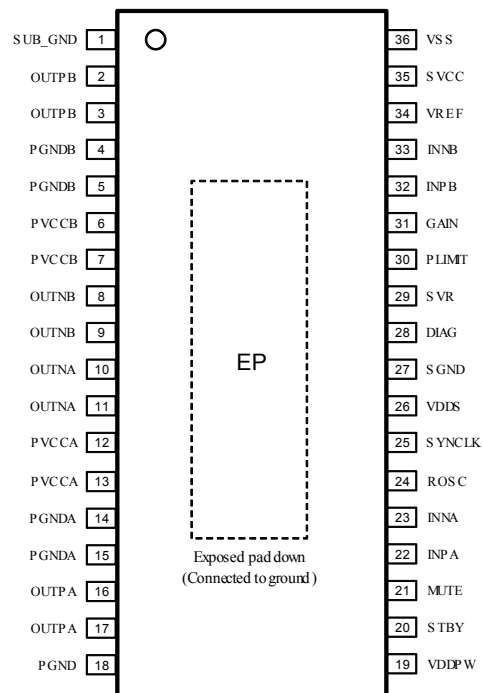 SUB_GND 1 36 VSS
OUTPB 2 35 SVCC
OUTPB 3 34 VREF
PGNDB 4 33 INNB
PGNDB 5 32 INPB
PVCCB 6 31 GAIN
PVCCB 7 30 PLIMIT
OUTNB 8 29 SVR
OUTNB 9 28 DIAG
OUTNA 10 27 SGND
EP
OUTNA 11 26 VDDS
PVCCA 12 25 SYNCLK
PVCCA 13 24 ROSC
PGNDA 14 23 INNA
PGNDA 15 22 INPA
Exposed pad down
(Connected to ground)
OUTPA 16 21 MUTE
OUTPA 17 20 STBY
PGND 18 19 VDDPW